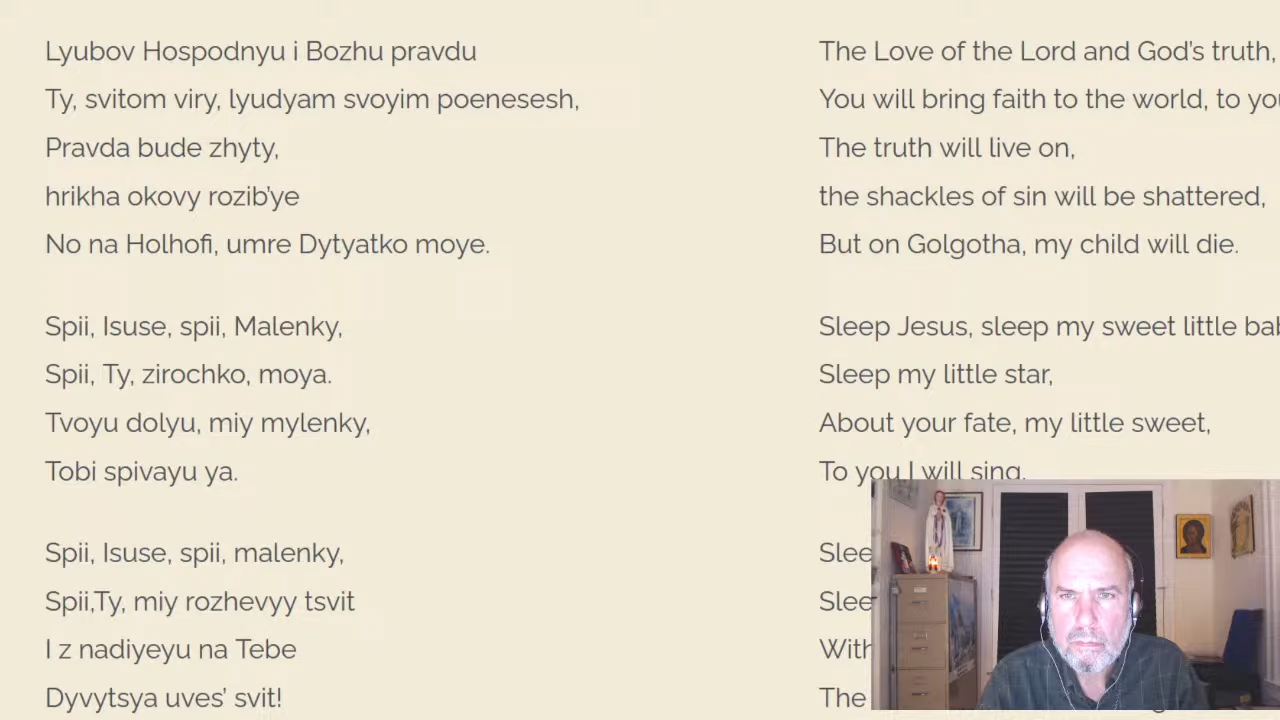 Lyubov Hospodnyu i Bozhu pravdu
Ty, svitom viry, lyudyam svoyim poenesesh,
Pravda bude zhyty,
hrikha okovy rozib’ye
No na Holhofi, umre Dytyatko moye.
Spii, Isuse, spii, Malenky,
Spii, Ty, zirochko, moya.
Tvoyu dolyu, miy mylenky,
Tobi spivayu ya.
Spii, Isuse, spii, malenky,
Spii,Ty, miy rozhevyy tsvit
I z nadiyeyu na Tebe
Dyvytsya uves’ svit!
The Love of the Lord and God’s truth,
You will bring faith to the world, to
The truth will live on,
the shackles of sin will be shattered,
But on Golgotha, my child will die.
Sleep Jesus, sleep my sweet little
Sleep my little star,
About your fate, my little sweet,
To you I will sing.
The